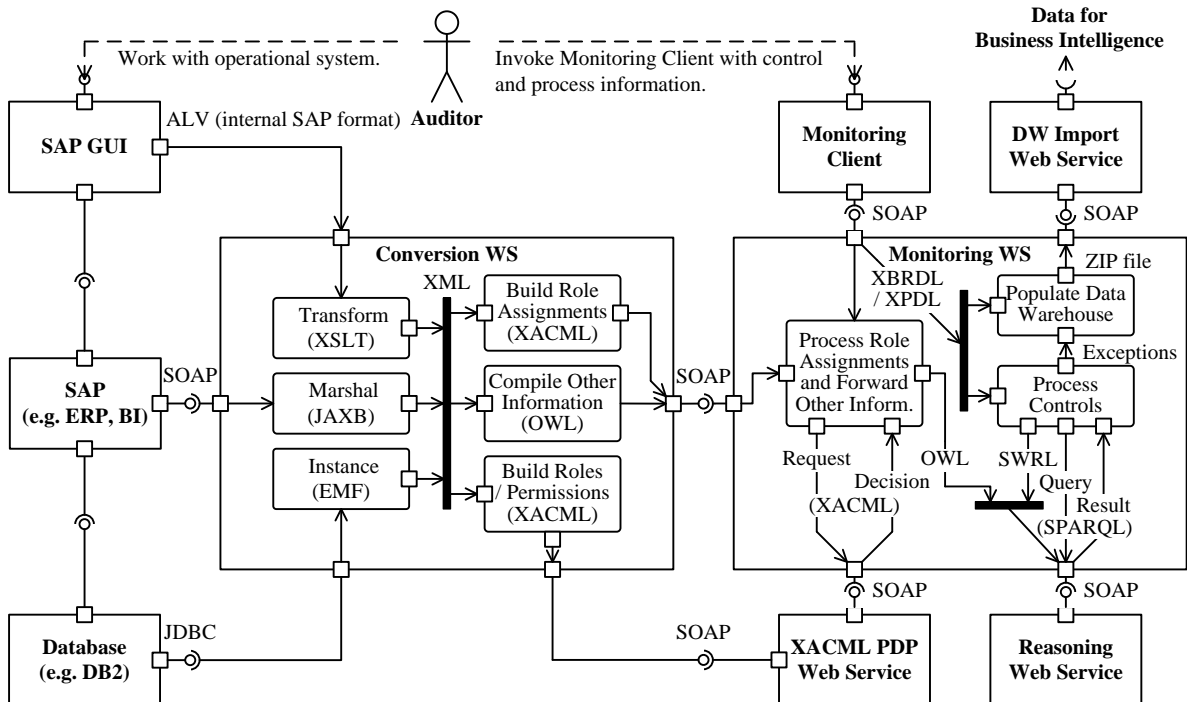 Data for
Business Intelligence
Work with operational system.
Invoke Monitoring Client with control
and process information.
Auditor
ALV (internal SAP format)
SAP GUI
Monitoring
Client
DW Import
Web Service
SOAP
SOAP
Conversion WS
Monitoring WS
XML
XBRDL
/ XPDL
ZIP file
Transform
(XSLT)
Build Role
Assignments
(XACML)
Populate Data
Warehouse
Process Role
Assignments
and Forward
Other Inform.
Exceptions
SAP
(e.g. ERP, BI)
SOAP
Marshal
(JAXB)
Compile Other
Information
(OWL)
SOAP
Process
Controls
Instance
(EMF)
Build Roles
/ Permissions
(XACML)
Request
Decision
(XACML)
OWL
SWRL
Query
Result
(SPARQL)
SOAP
SOAP
Database
(e.g. DB2)
JDBC
SOAP
XACML PDP
Web Service
Reasoning
Web Service